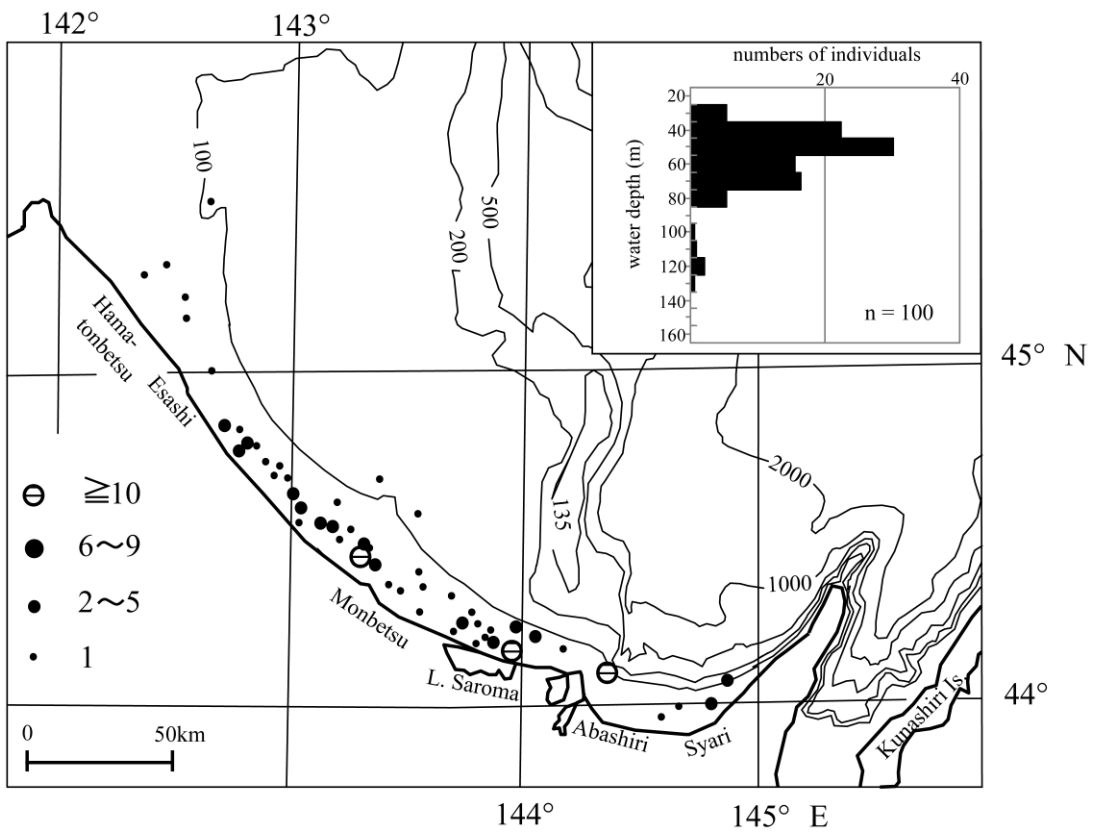 142°
143°
numbers of individuals
20
40
water depth (m)
20
40
60
80
100
120
140
160
n = 100
100
200
500
45° N
Hama-
tonbetsu
Esashi
2000
135
1000
≧10
6～9
2～5
1
Monbetsu
L. Saroma
44°
Abashiri
Syari
Kunashiri Is.
0
50km
144°
145° E